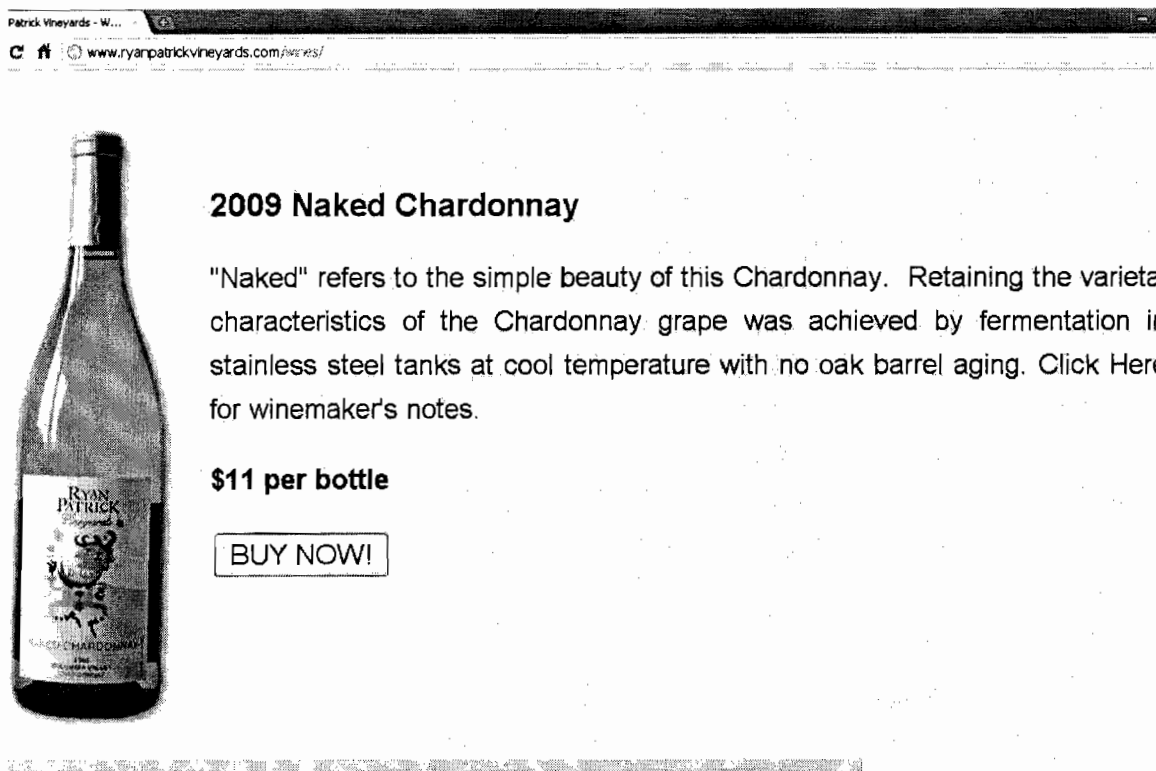 Patrick Vineyards - W...
www.ryanpatrickvineyards.com/wines/
2009 Naked Chardonnay
"Naked" refers to the simple beauty of this Chardonnay. Retaining the varieta
characteristics of the Chardonnay grape was achieved by fermentation in
stainless steel tanks at cool temperature with no oak barrel aging. Click Here
for winemaker's notes.
$11 per bottle
BUY NOW!
RYAN
PATRICK
Vineyards
NAKED CHARDONNAY